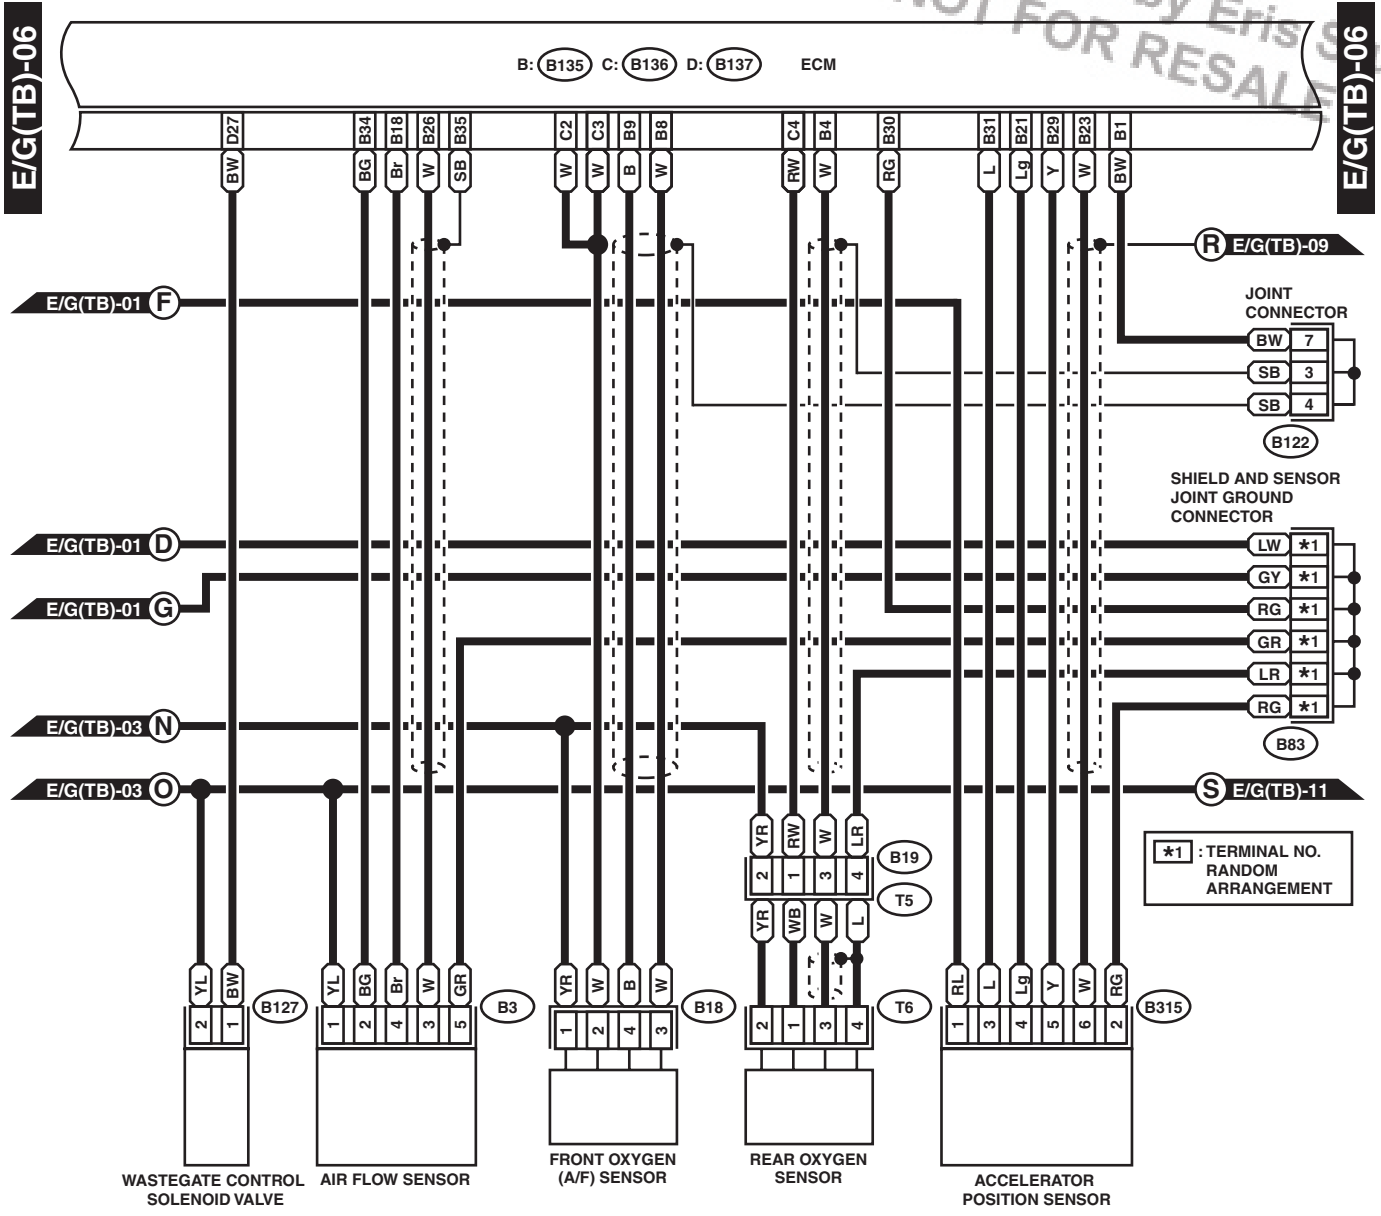 by Eris
NOT FOR RESALE
E/G(TB)-06
E/G(TB)-06
B: B135 C: B136 D: B137 ECM
D27 B34 B18 B26 B35 C2 C3 B9 B8 C4 B4 B30 B31 B21 B29 B23 B1
BW BG Br W SB W W B W RW W RG L Lg Y W BW
R E/G(TB)-09
E/G(TB)-01 F
JOINT
CONNECTOR
BW 7
SB 3
SB 4
B122
SHIELD AND SENSOR
JOINT GROUND
CONNECTOR
E/G(TB)-01 D
LW *1
GY *1
E/G(TB)-01 G
RG *1
GR *1
LR *1
RG *1
E/G(TB)-03 N
B83
E/G(TB)-03 O
S E/G(TB)-11
YR RW W LR
2 1 3 4
B19
T5
YR WB W L
*1 : TERMINAL NO.
RANDOM
ARRANGEMENT
YL BW YL BG Br W GR YR W B W RL L Lg Y W RG
B127 B3 B18 T6 B315
2 1 1 2 4 3 5 1 2 4 3 2 1 3 4 1 3 4 5 6 2
WASTEGATE CONTROL
SOLENOID VALVE
AIR FLOW SENSOR
FRONT OXYGEN
(A/F) SENSOR
REAR OXYGEN
SENSOR
ACCELERATOR
POSITION SENSOR